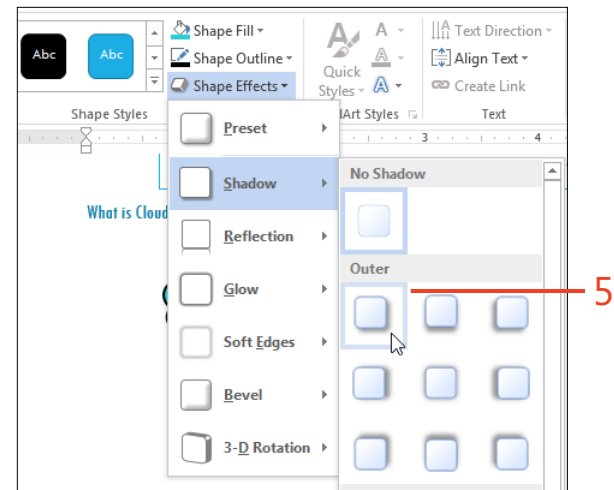 Abc Abc
Shape Fill
Shape Outline
Shape Effects
Shape Styles
A A
A
A
Quick
Styles
Art Styles
Text Direction
Align Text
Create Link
Text
3 4
What is Cloud
Preset
Shadow
Reflection
Glow
Soft Edges
Bevel
3-D Rotation
No Shadow
Outer
5